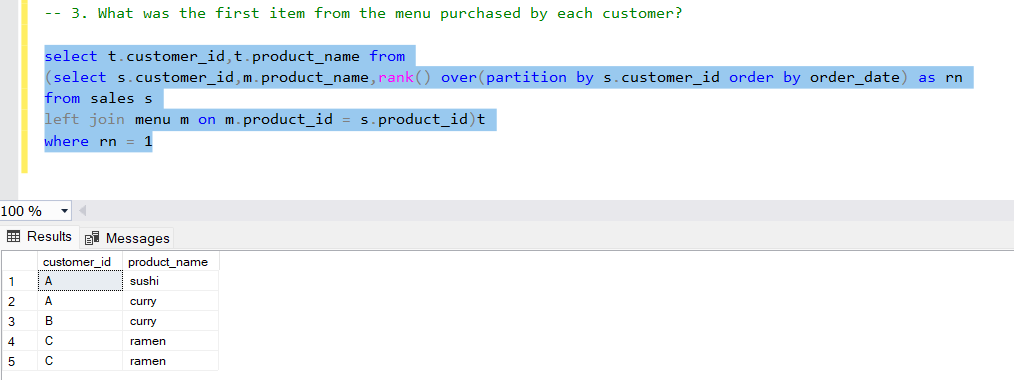 -- 3. What was the first item from the menu purchased by each customer?
select t.customer_id,t.product_name from
(select s.customer_id,m.product_name,rank() over(partition by s.customer_id order by order_date) as rn
from sales s
left join menu m on m.product_id = s.product_id)t
where rn = 1
100 %
Results Messages
customer_id product_name
1 A sushi
2 A curry
3 B curry
4 C ramen
5 C ramen